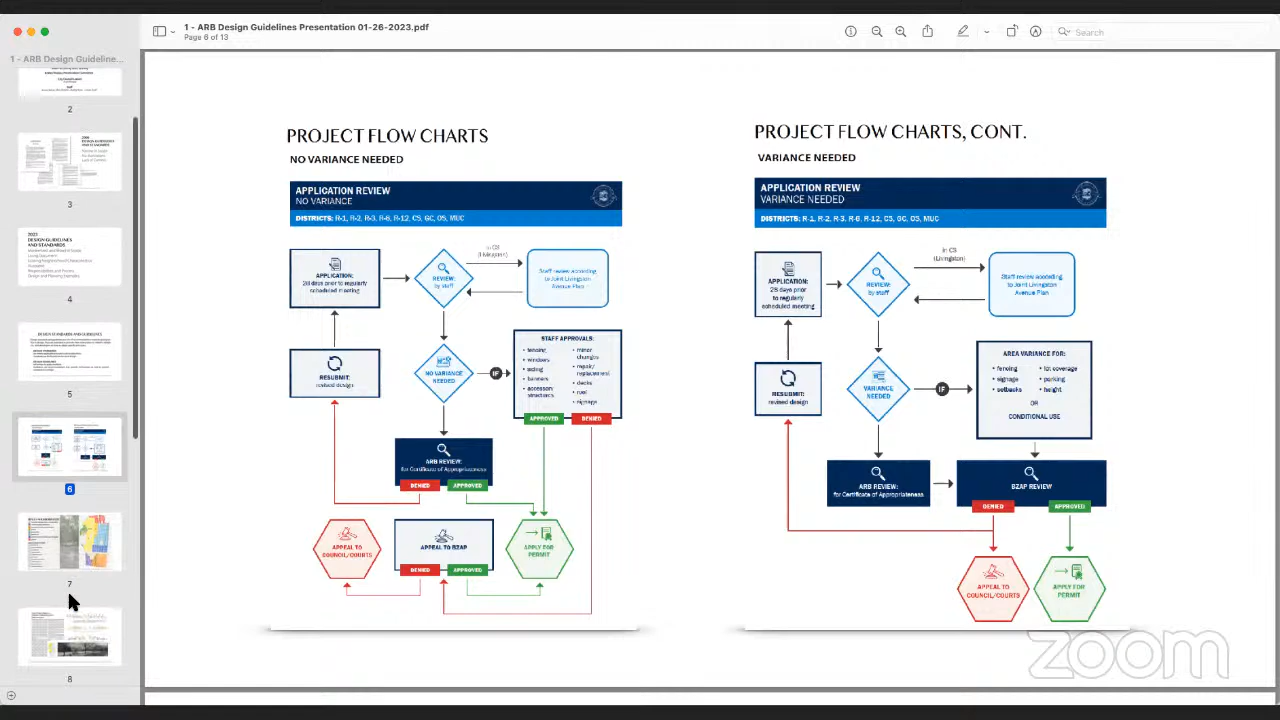 1 - ARB Design Guidelines Presentation 01-26-2023.pdf
Page 6 of 13
Search
1 - ARB Design Guideline...
2
3
2023
DESIGN GUIDELINES
AND STANDARDS
4
5
6
7
8
PROJECT FLOW CHARTS
NO VARIANCE NEEDED
APPLICATION REVIEW
NO VARIANCE
DISTRICTS: R-1, R-2, R-3, R-6, R-12, CS, GC, OS, MUC
APPLICATION:
28 days prior to regularly
scheduled meeting
REVIEW:
by staff
in CS
(Livingston)
Staff review according
to Joint Livingston
Avenue Plan
RESUBMIT:
revised design
NO VARIANCE
NEEDED
IF
STAFF APPROVALS:
• fencing
• windows
• siding
• banners
• accessory
structures
• minor
changes
• repair/
replacement
• decks
• roof
• signage
APPROVED
DENIED
ARB REVIEW:
for Certificate of Appropriateness
DENIED
APPROVED
APPEAL TO
COUNCIL/COURTS
APPEAL TO BZAP
DENIED
APPROVED
APPLY FOR
PERMIT
PROJECT FLOW CHARTS, CONT.
VARIANCE NEEDED
APPLICATION REVIEW
VARIANCE NEEDED
DISTRICTS: R-1, R-2, R-3, R-6, R-12, CS, GC, OS, MUC
APPLICATION:
28 days prior
to regularly
scheduled meeting
REVIEW:
by staff
in CS
(Livingston)
Staff review according
to Joint Livingston
Avenue Plan
RESUBMIT:
revised design
VARIANCE
NEEDED
IF
AREA VARIANCE FOR:
• fencing
• signage
• setbacks
• lot coverage
• parking
• height
OR
CONDITIONAL USE
ARB REVIEW:
for Certificate of Appropriateness
BZAP REVIEW
DENIED
APPROVED
APPEAL TO
COUNCIL/COURTS
APPLY FOR
PERMIT
zoom